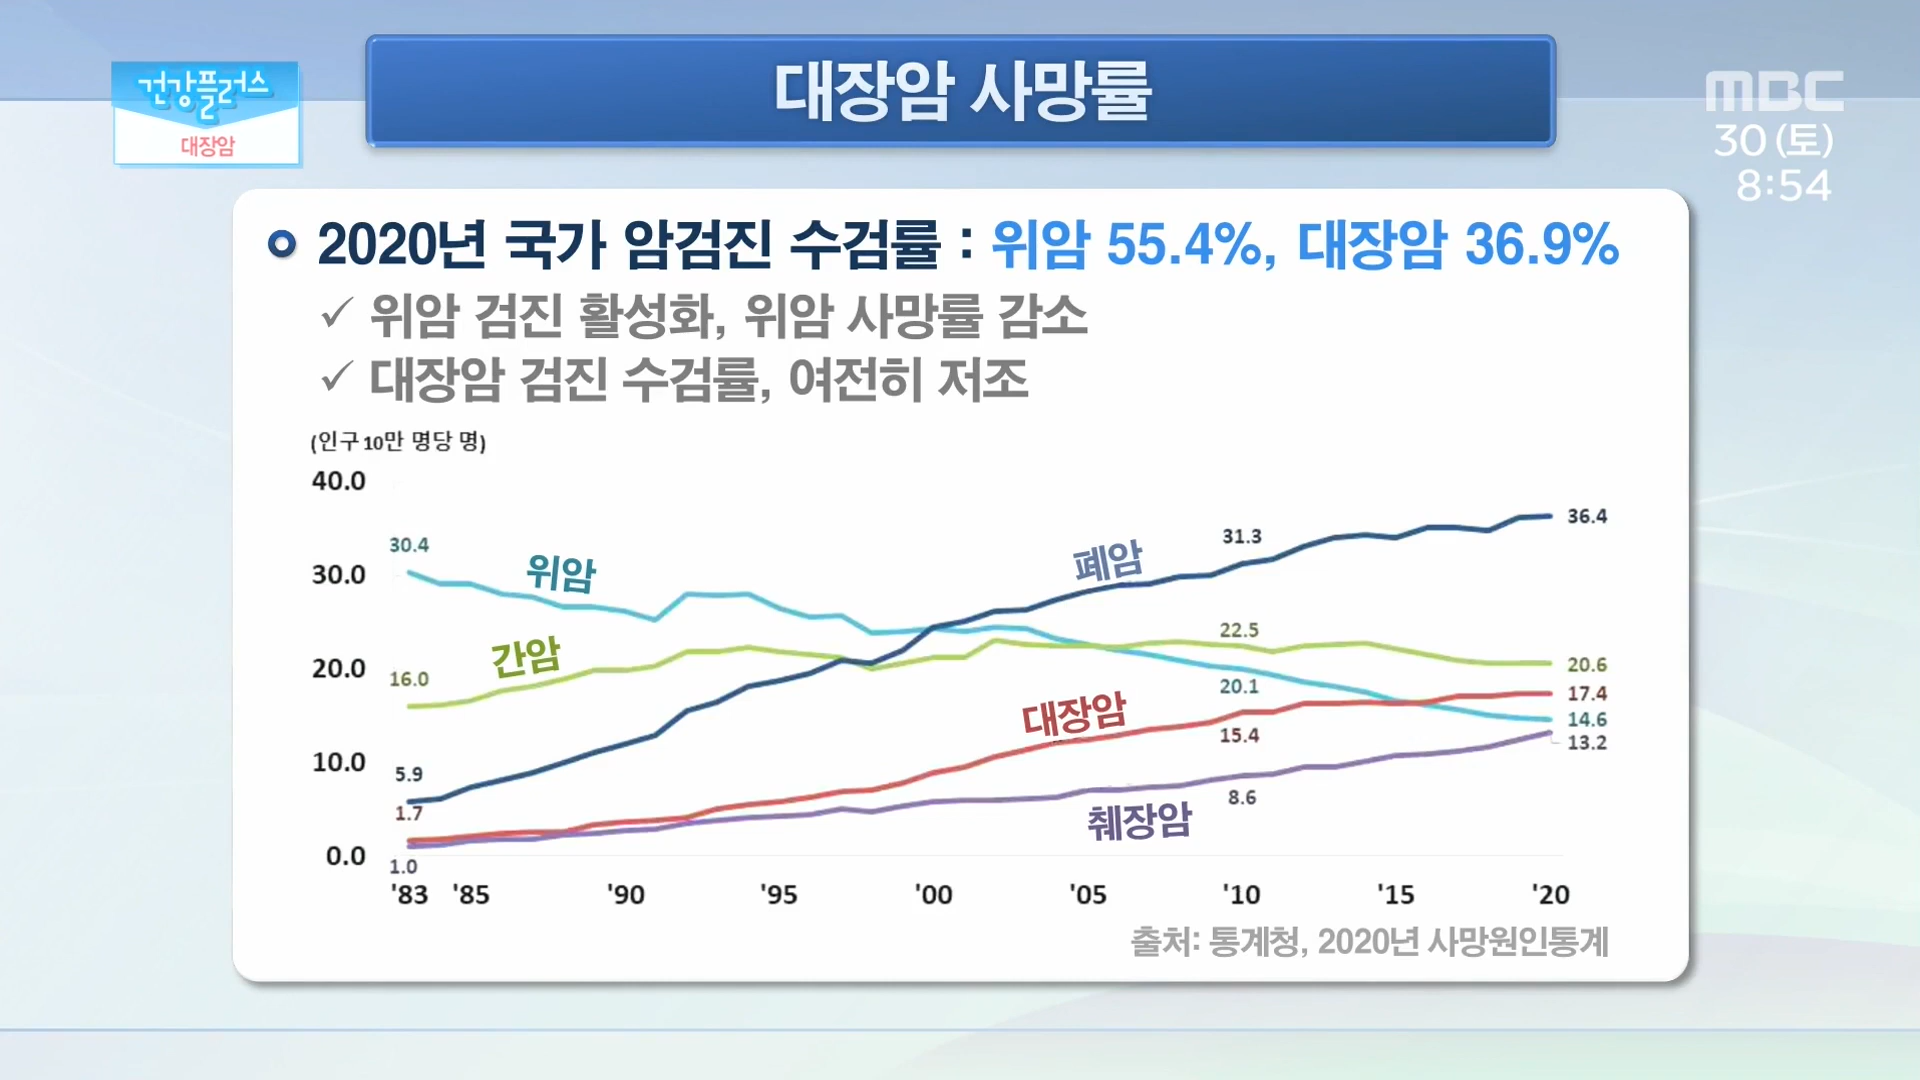 건강플러스
대장암
대장암 사망률
MBC
30 (토)
8:54
2020년 국가 암검진 수검률 : 위암 55.4%, 대장암 36.9%
✓ 위암 검진 활성화, 위암 사망률 감소
✓ 대장암 검진 수검률, 여전히 저조
(인구 10만 명당 명)
40.0
30.0
20.0
10.0
0.0
30.4
16.0
5.9
1.7
1.0
위암
간암
폐암
대장암
췌장암
31.3
22.5
20.1
15.4
8.6
36.4
20.6
17.4
14.6
13.2
'83 '85 '90 '95 '00 '05 '10 '15 '20
출처: 통계청, 2020년 사망원인통계